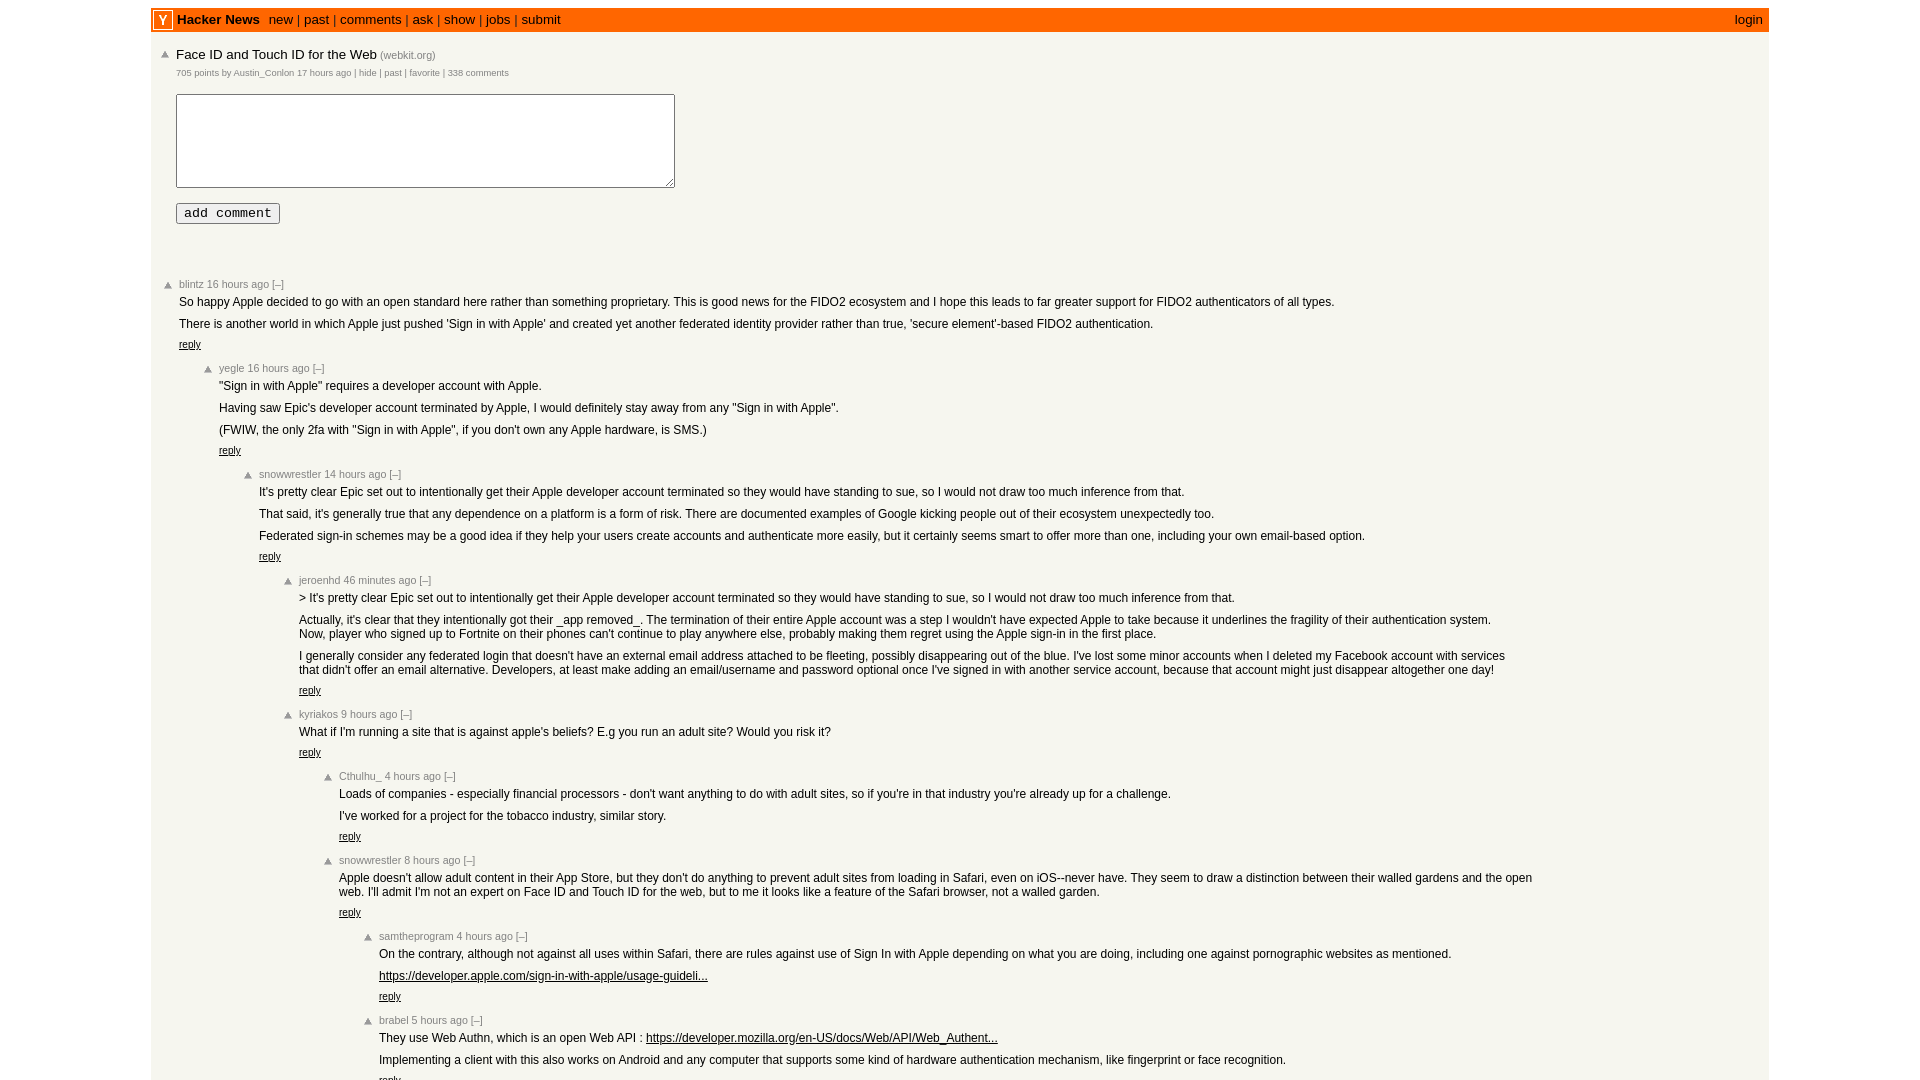 Y Hacker News new | past | comments | ask | show | jobs | submit login
Face ID and Touch ID for the Web (webkit.org)
705 points by Austin_Conlon 17 hours ago | hide | past | favorite | 338 comments
add comment
blintz 16 hours ago [–]
So happy Apple decided to go with an open standard here rather than something proprietary. This is good news for the FIDO2 ecosystem and I hope this leads to far greater support for FIDO2 authenticators of all types.
There is another world in which Apple just pushed 'Sign in with Apple' and created yet another federated identity provider rather than true, 'secure element'-based FIDO2 authentication.
reply
yegle 16 hours ago [–]
"Sign in with Apple" requires a developer account with Apple.
Having saw Epic's developer account terminated by Apple, I would definitely stay away from any "Sign in with Apple".
(FWIW, the only 2fa with "Sign in with Apple", if you don't own any Apple hardware, is SMS.)
reply
snowwrestler 14 hours ago [–]
It's pretty clear Epic set out to intentionally get their Apple developer account terminated so they would have standing to sue, so I would not draw too much inference from that.
That said, it's generally true that any dependence on a platform is a form of risk. There are documented examples of Google kicking people out of their ecosystem unexpectedly too.
Federated sign-in schemes may be a good idea if they help your users create accounts and authenticate more easily, but it certainly seems smart to offer more than one, including your own email-based option.
reply
jeroenhd 46 minutes ago [–]
> It's pretty clear Epic set out to intentionally get their Apple developer account terminated so they would have standing to sue, so I would not draw too much inference from that.
Actually, it's clear that they intentionally got their _app removed_. The termination of their entire Apple account was a step I wouldn't have expected Apple to take because it underlines the fragility of their authentication system.
Now, player who signed up to Fortnite on their phones can't continue to play anywhere else, probably making them regret using the Apple sign-in in the first place.
I generally consider any federated login that doesn't have an external email address attached to be fleeting, possibly disappearing out of the blue. I've lost some minor accounts when I deleted my Facebook account with services
that didn't offer an email alternative. Developers, at least make adding an email/username and password optional once I've signed in with another service account, because that account might just disappear altogether one day!
reply
kyriakos 9 hours ago [–]
What if I'm running a site that is against apple's beliefs? E.g you run an adult site? Would you risk it?
reply
Cthulhu_ 4 hours ago [–]
Loads of companies - especially financial processors - don't want anything to do with adult sites, so if you're in that industry you're already up for a challenge.
I've worked for a project for the tobacco industry, similar story.
reply
snowwrestler 8 hours ago [–]
Apple doesn't allow adult content in their App Store, but they don't do anything to prevent adult sites from loading in Safari, even on iOS--never have. They seem to draw a distinction between their walled gardens and the open
web. I'll admit I'm not an expert on Face ID and Touch ID for the web, but to me it looks like a feature of the Safari browser, not a walled garden.
reply
samtheprogram 4 hours ago [–]
On the contrary, although not against all uses within Safari, there are rules against use of Sign In with Apple depending on what you are doing, including one against pornographic websites as mentioned.
https://developer.apple.com/sign-in-with-apple/usage-guideli...
reply
brabel 5 hours ago [–]
They use Web Authn, which is an open Web API : https://developer.mozilla.org/en-US/docs/Web/API/Web_Authent...
Implementing a client with this also works on Android and any computer that supports some kind of hardware authentication mechanism, like fingerprint or face recognition.
reply